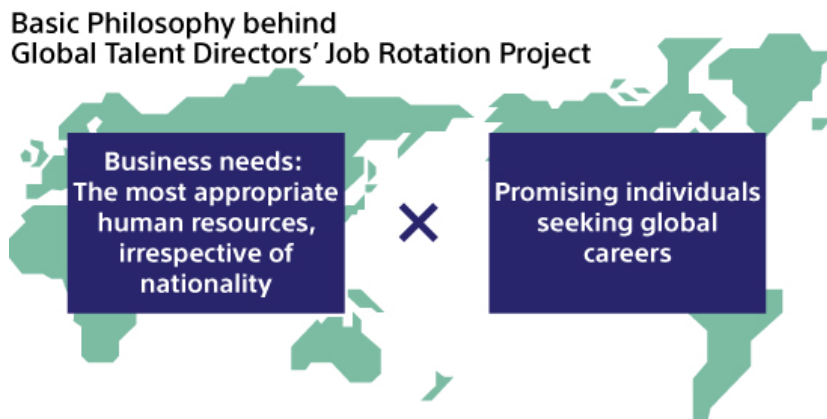 Basic Philosophy behind
Global Talent Directors' Job Rotation Project
Business needs:
The most appropriate
human resources,
irrespective of
nationality
×
Promising individuals
seeking global
careers